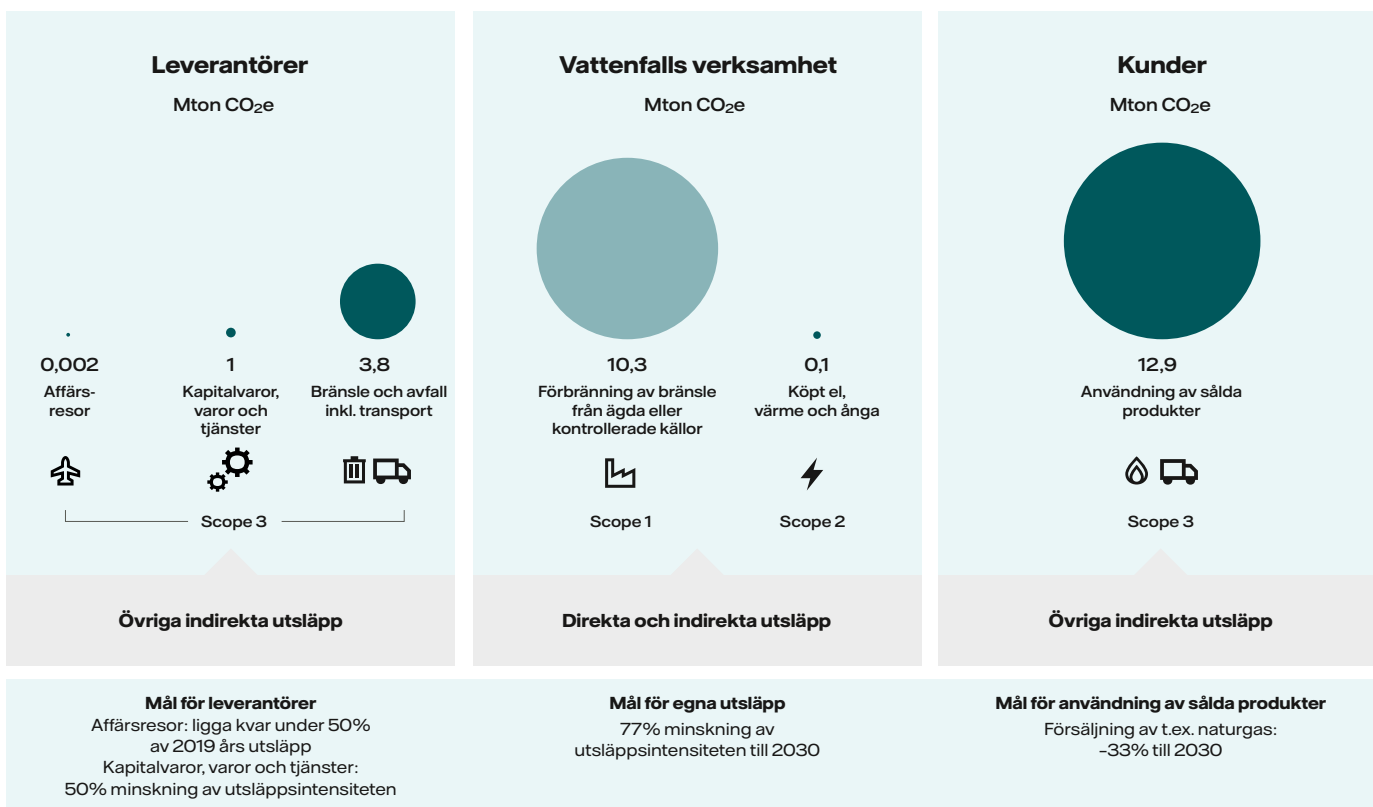 Leverantörer
Mton CO₂e
0,002
Affärs-
resor
1
Kapitalvaror,
varor och
tjänster
3,8
Bränsle och avfall
inkl. transport
Scope 3
Övriga indirekta utsläpp
Vattenfalls verksamhet
Mton CO₂e
10,3
Förbränning av bränsle
från ägda eller
kontrollerade källor
Scope 1
0,1
Köpt el,
värme och ånga
Scope 2
Direkta och indirekta utsläpp
Kunder
Mton CO₂e
12,9
Användning av sålda
produkter
Scope 3
Övriga indirekta utsläpp
Mål för leverantörer
Affärsresor: ligga kvar under 50%
av 2019 års utsläpp
Kapitalvaror, varor och tjänster:
50% minskning av utsläppsintensiteten
Mål för egna utsläpp
77% minskning av
utsläppsintensiteten till 2030
Mål för användning av sålda produkter
Försäljning av t.ex. naturgas:
-33% till 2030